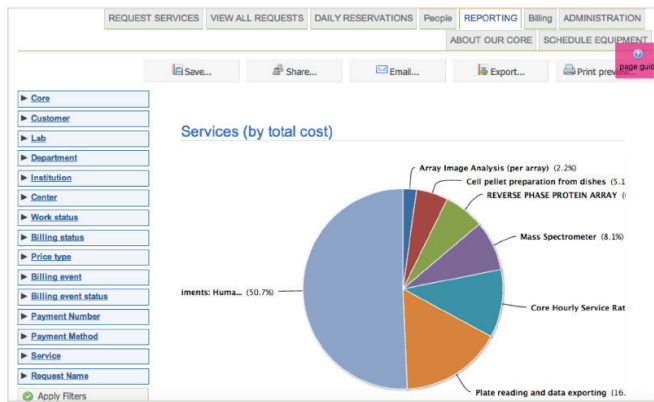 REQUEST SERVICES VIEW ALL REQUESTS DAILY RESERVATIONS People REPORTING Billing ADMINISTRATION
ABOUT OUR CORE SCHEDULE EQUIPMENT
page guid
Save... Share... Email... Export... Print preview...
Core
Customer
Lab
Department
Institution
Center
Work status
Billing status
Price type
Billing event
Billing event status
Payment Number
Payment Method
Service
Request Name
Apply Filters
Services (by total cost)
Array Image Analysis (per array) (2.2%)
Cell pellet preparation from dishes (5.1
REVERSE PHASE PROTEIN ARRAY (
Mass Spectrometer (8.1%)
iments: Huma... (50.7%)
Core Hourly Service Rat
Plate reading and data exporting (16.